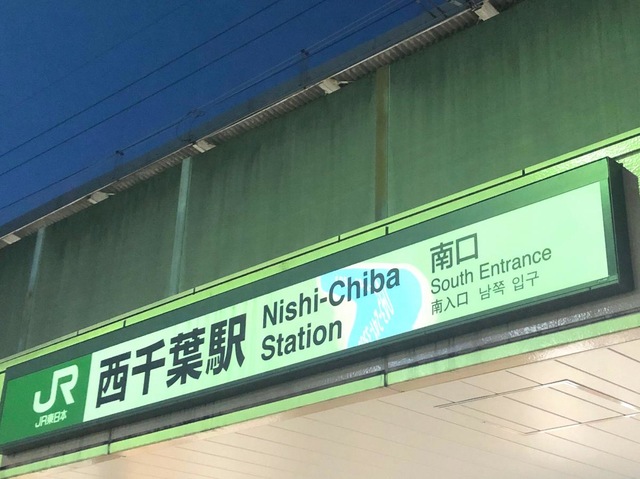 JR
JR東日本
西千葉駅
Nishi-Chiba
Station
南口
South Entrance
南入口 남쪽 입구